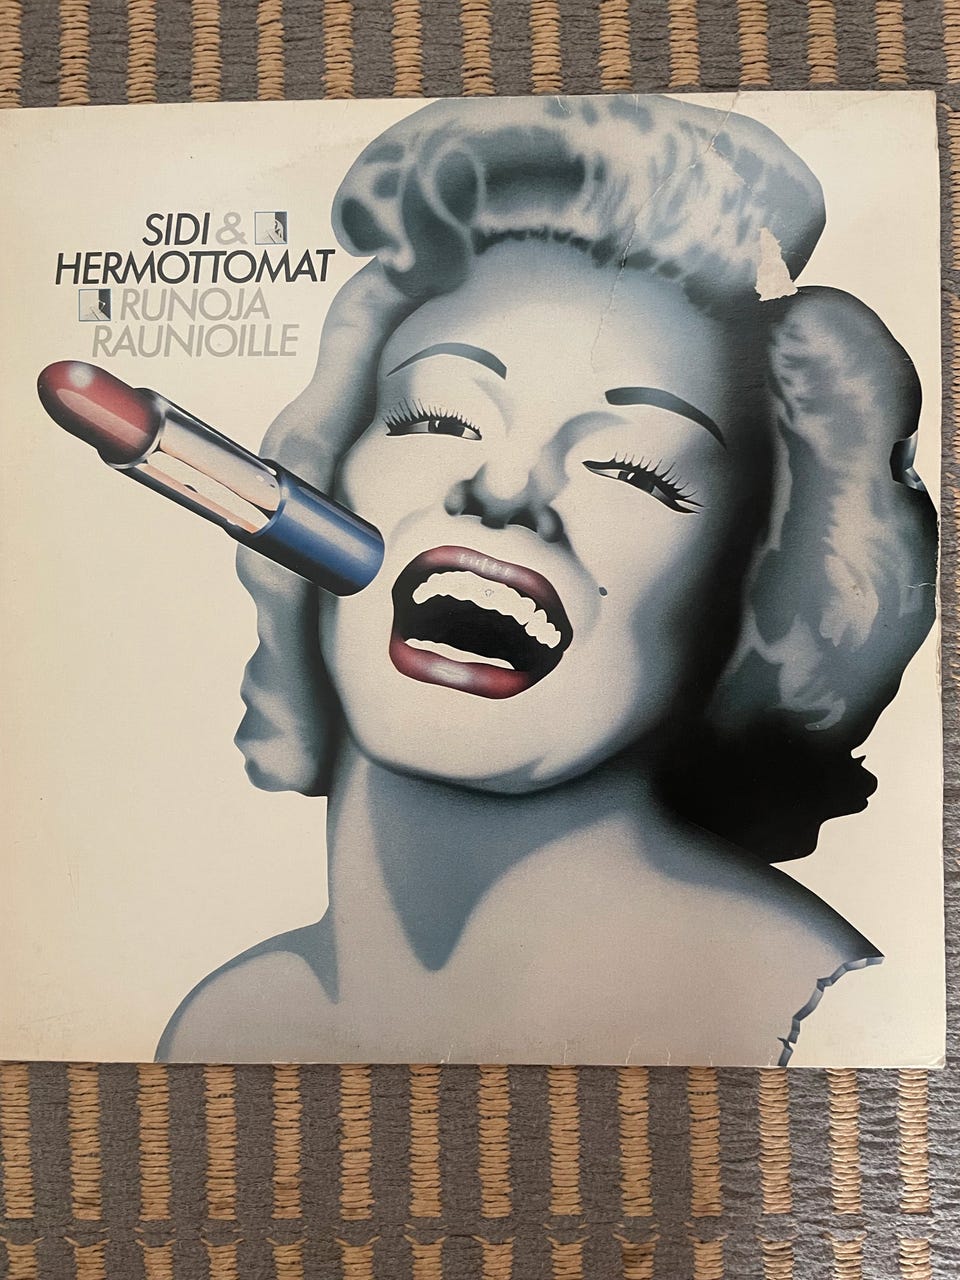 SIDI &
HERMOTTOMAT
RUNOJA
RAUNIOILLE